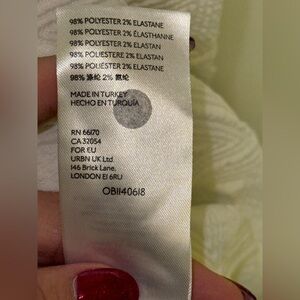 98% POLYESTER 2% ELASTANE
98% POLYESTER 2% ÉLASTHANNE
98% POLYESTER 2% ELASTAN
98% POLIESTERE 2% ELASTAN
98% POLIÉSTER 2% ELASTANE
98% 涤纶 2% 氨纶
MADE IN TURKEY
HECHO EN TURQUÍA
RN 66170
CA 32054
FOR EU
URBN UK Ltd.
146 Brick Lane,
LONDON E1 6RU
OB1140618